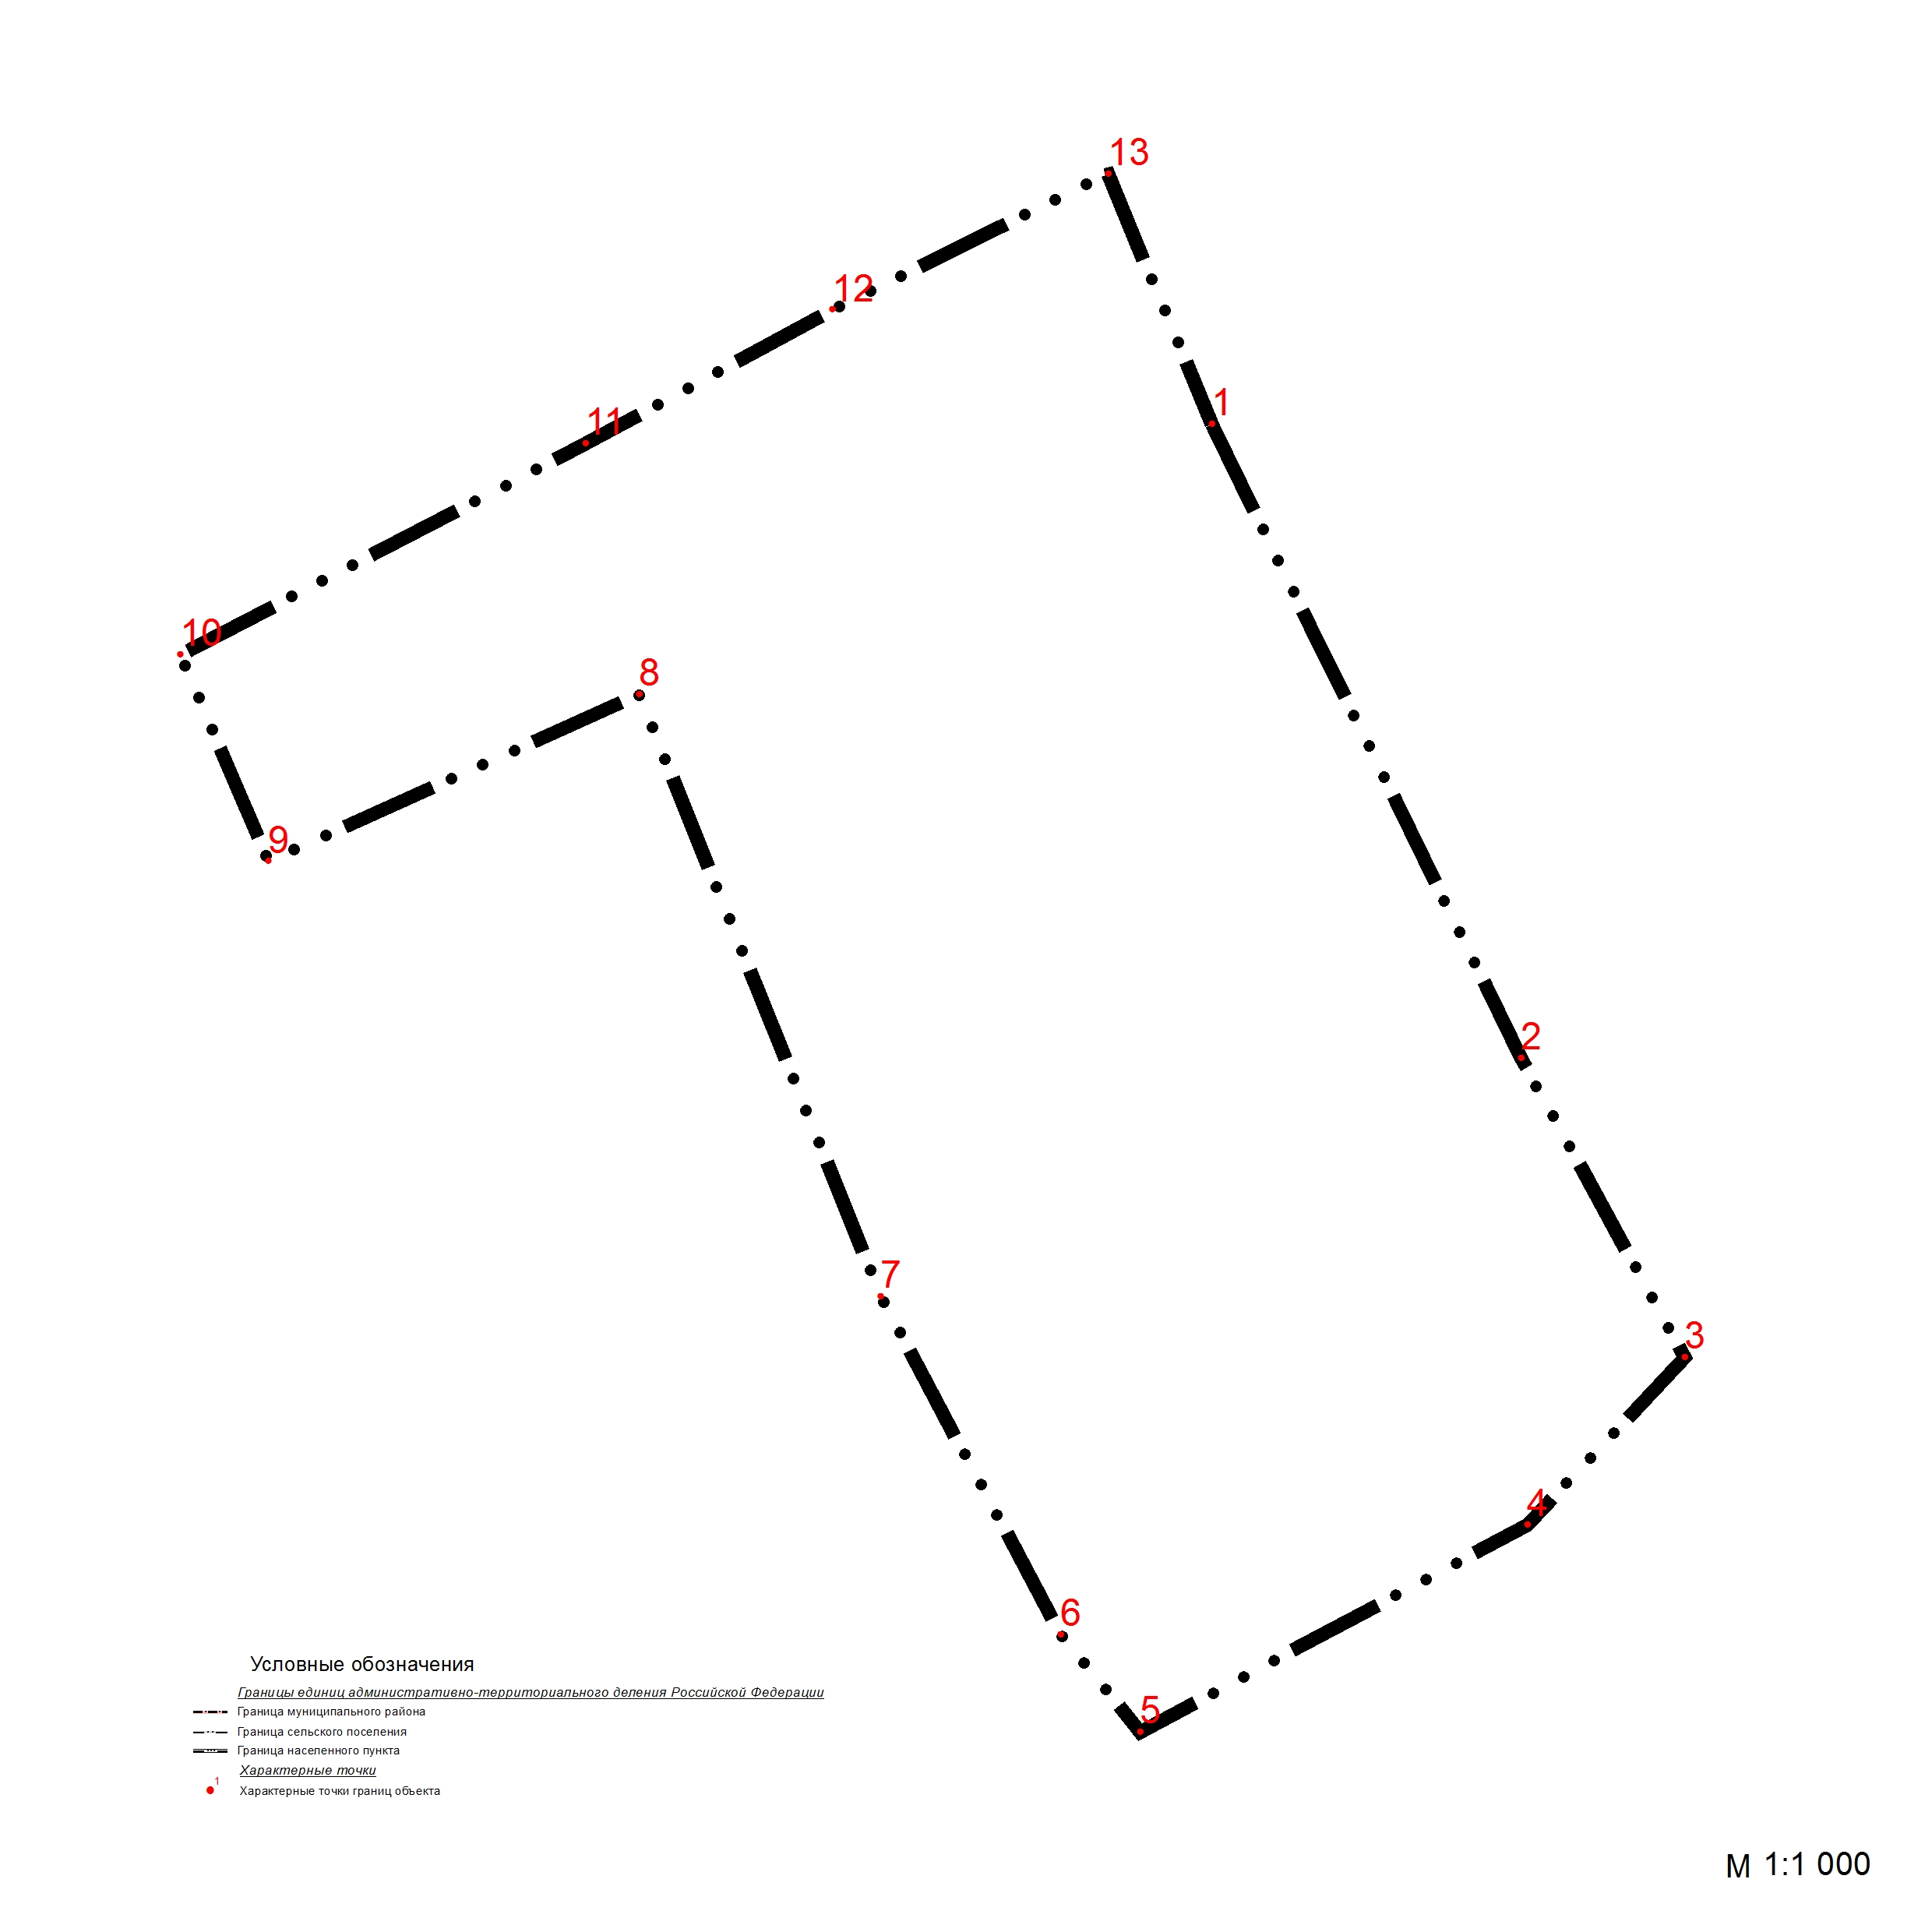 13
12
1
11
10
8
9
2
7
3
4
6
5
Условные обозначения
Границы единиц административно-территориального деления Российской Федерации
Граница муниципального района
Граница сельского поселения
Граница населенного пункта
Характерные точки
1
Характерные точки границ объекта
М 1:1 000